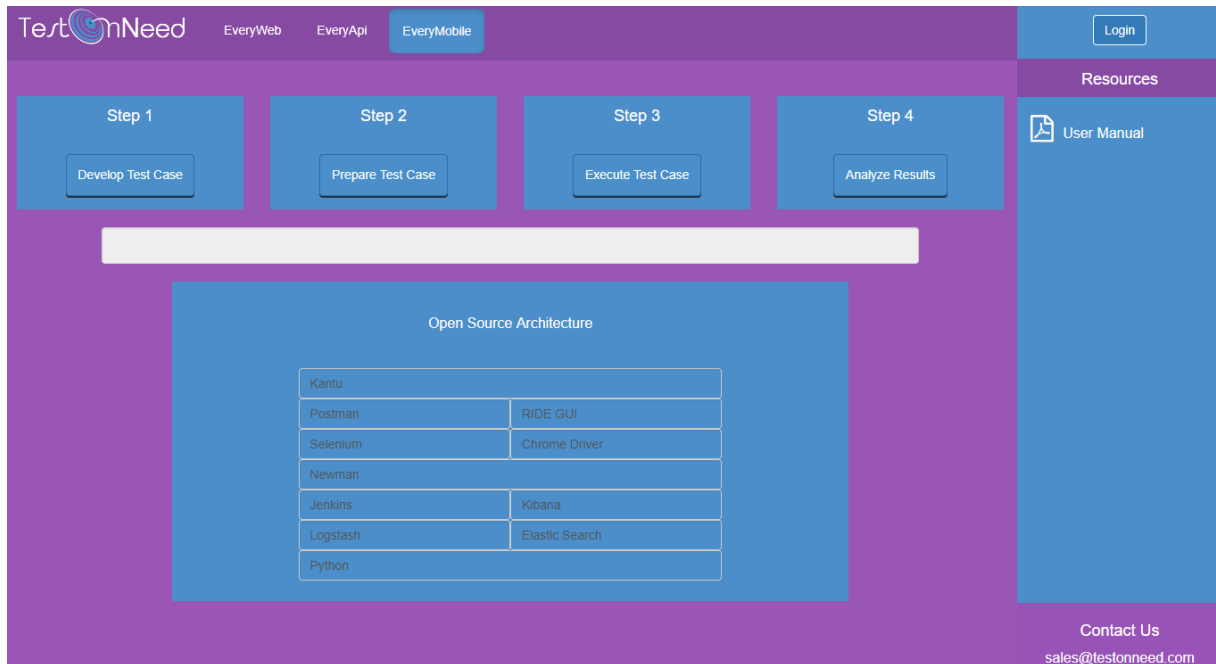 TestOnNeed EveryWeb EveryApi EveryMobile Login
Resources
Step 1 Step 2 Step 3 Step 4
User Manual
Develop Test Case Prepare Test Case Execute Test Case Analyze Results
Open Source Architecture
Kantu
Postman RIDE GUI
Selenium Chrome Driver
Newman
Jenkins Kibana
Logstash Elastic Search
Python
Contact Us
sales@testonneed.com